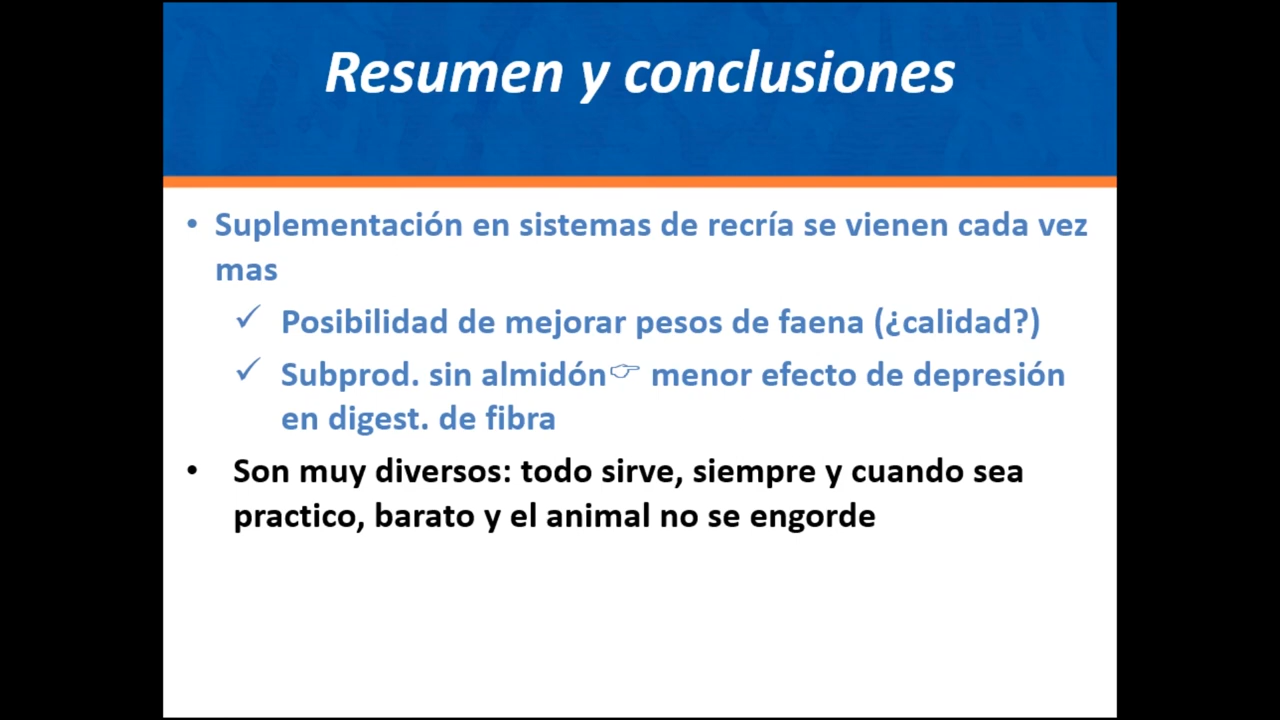 Resumen y conclusiones
• Suplementación en sistemas de recría se vienen cada vez
mas
✓ Posibilidad de mejorar pesos de faena (¿calidad?)
✓ Subprod. sin almidón☞ menor efecto de depresión
en digest. de fibra
• Son muy diversos: todo sirve, siempre y cuando sea
practico, barato y el animal no se engorde